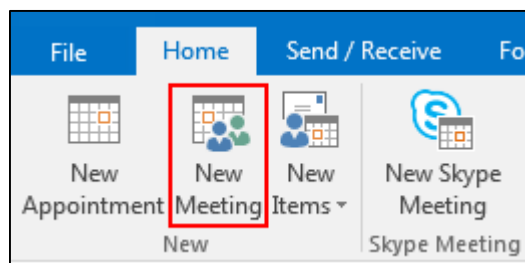 File Home Send / Receive Fo
New New New New Skype
Appointment Meeting Items Meeting
New Skype Meeting